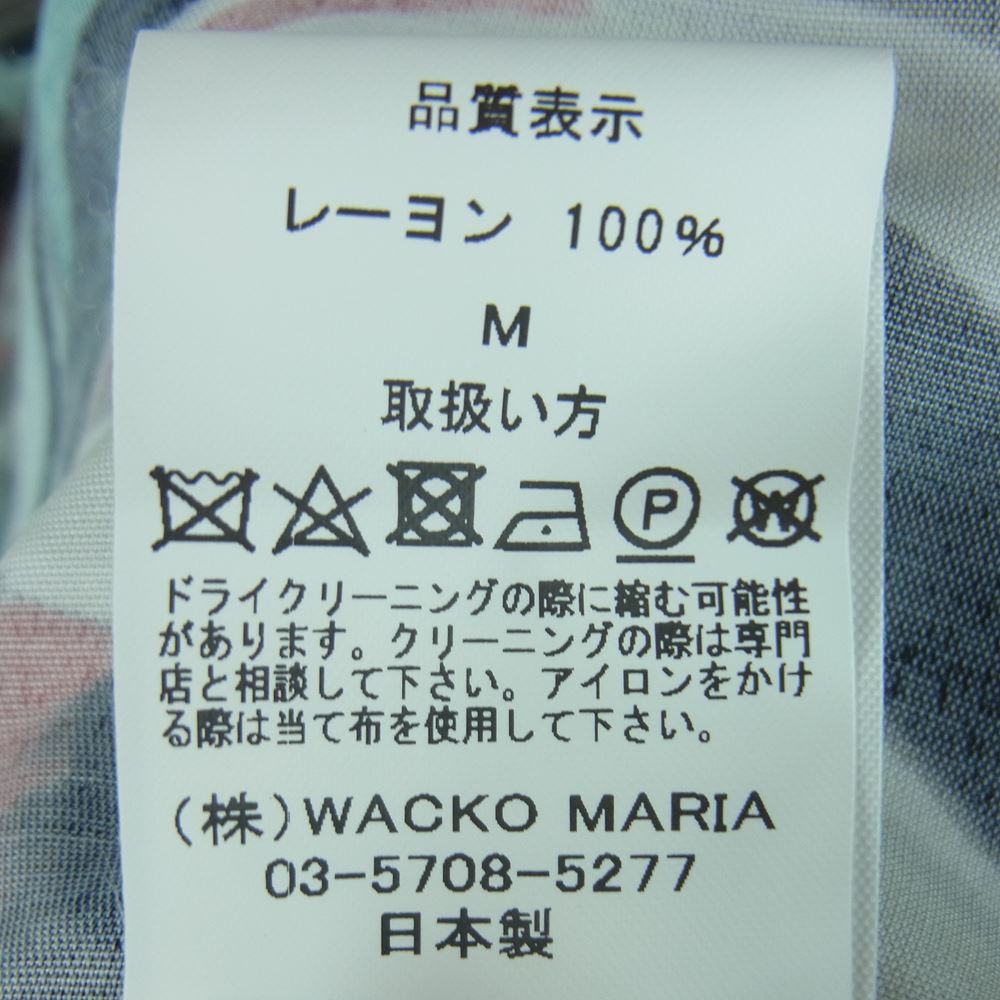 品質表示
レーヨン 100%
M
取扱い方
P W
ドライクリーニングの際に縮む可能性
があります。クリーニングの際は専門
店と相談して下さい。アイロンをかけ
る際は当て布を使用して下さい。
(株)WACKO MARIA
03-5708-5277
日本製